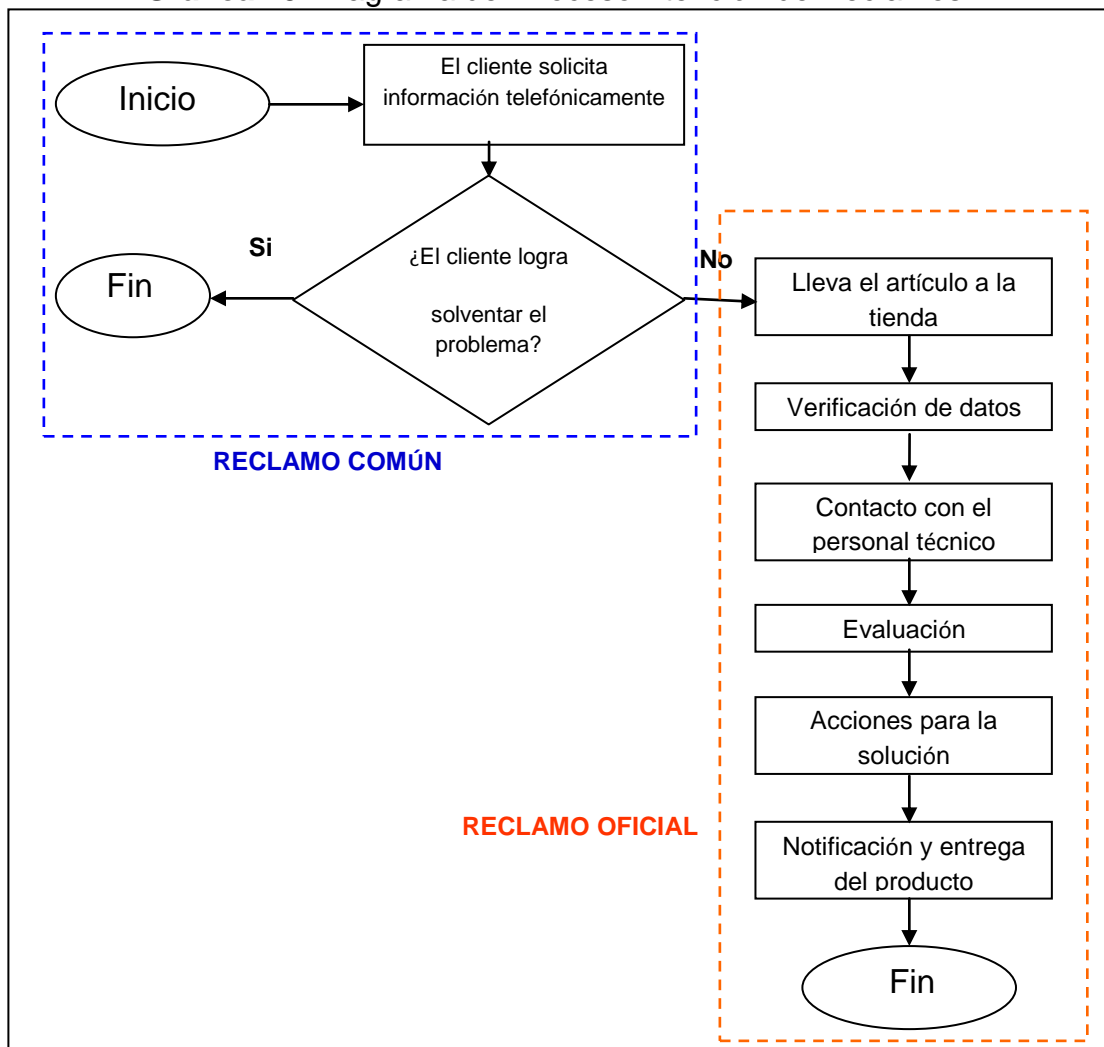 Inicio
El cliente solicita
información telefónicamente
¿El cliente logra
solventar el
problema?
Si
Fin
No
RECLAMO COMÚN
Lleva el artículo a la
tienda
Verificación de datos
Contacto con el
personal técnico
Evaluación
Acciones para la
solución
RECLAMO OFICIAL
Notificación y entrega
del producto
Fin